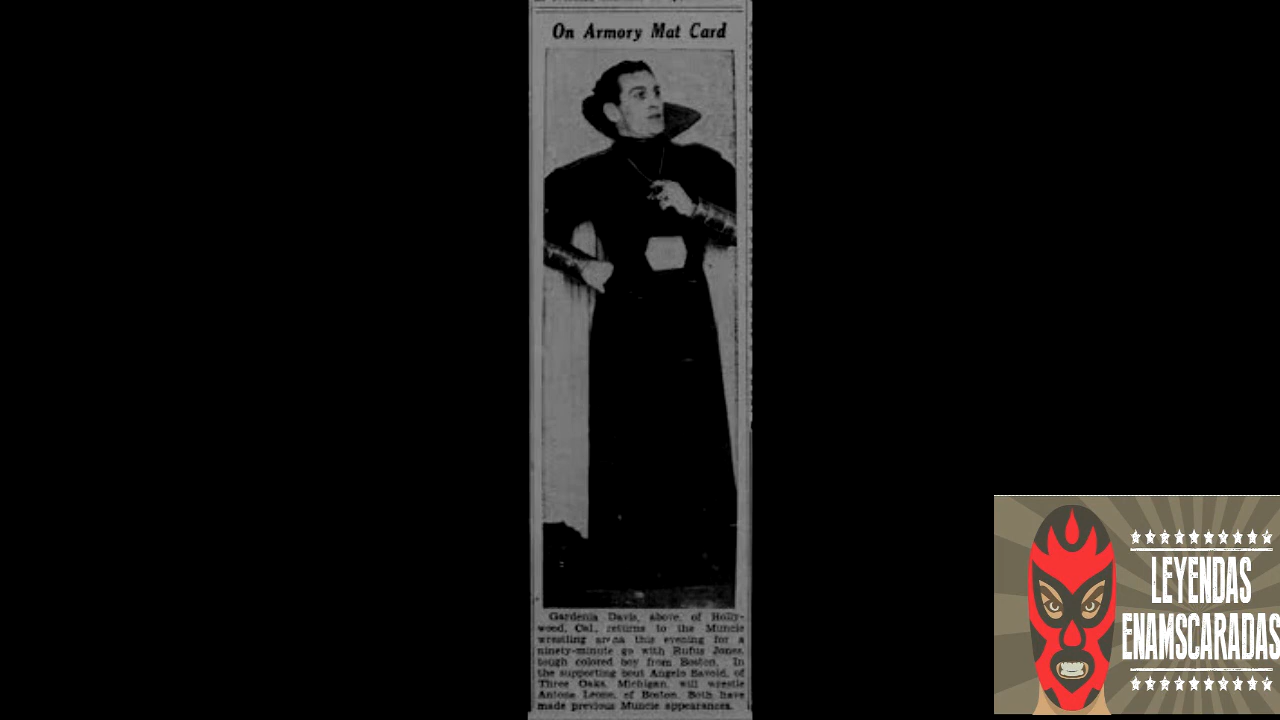 On Armory Mat Card
Gardenia Davis, above, of Holly-
wood, Cal., returns to the Muncie
wrestling arena this evening for a
ninety-minute go with Rufus Jones,
tough colored boy from Boston. In
the supporting bout Angelo Savold, of
Three Oaks, Michigan, will wrestle
Antone Leone, of Boston. Both have
made previous Muncie appearances.
LEYENDAS
ENAMSCARADAS